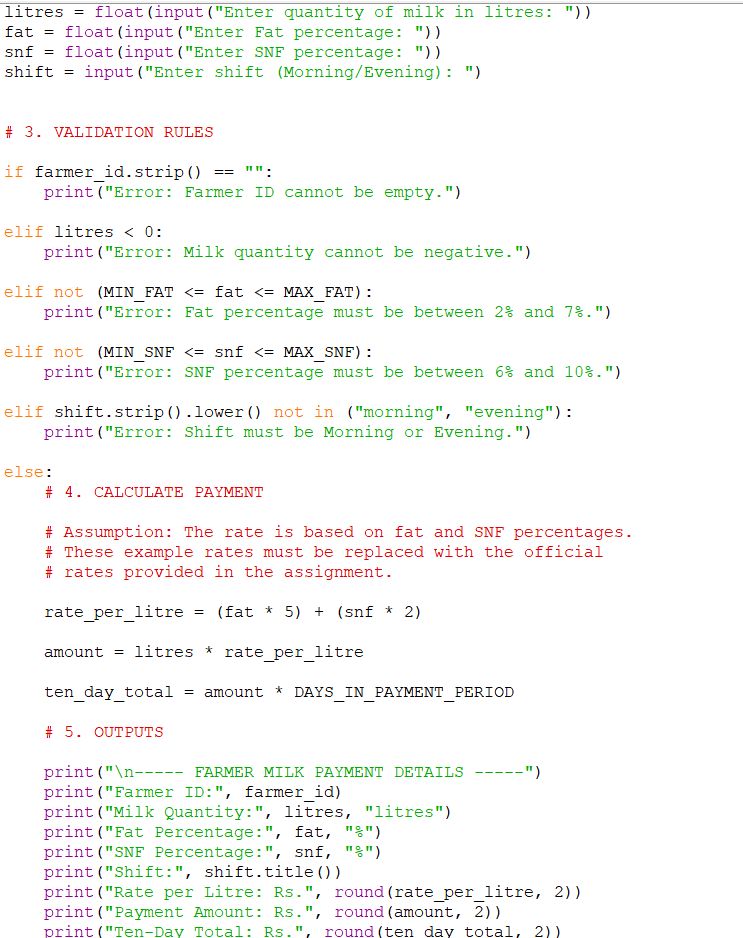 litres = float(input("Enter quantity of milk in litres: "))
fat = float(input("Enter Fat percentage: "))
snf = float(input("Enter SNF percentage: "))
shift = input("Enter shift (Morning/Evening): ")
# 3. VALIDATION RULES
if farmer_id.strip() == "":
    print("Error: Farmer ID cannot be empty.")
elif litres < 0:
    print("Error: Milk quantity cannot be negative.")
elif not (MIN_FAT <= fat <= MAX_FAT):
    print("Error: Fat percentage must be between 2% and 7%.")
elif not (MIN_SNF <= snf <= MAX_SNF):
    print("Error: SNF percentage must be between 6% and 10%.")
elif shift.strip().lower() not in ("morning", "evening"):
    print("Error: Shift must be Morning or Evening.")
else:
    # 4. CALCULATE PAYMENT
    # Assumption: The rate is based on fat and SNF percentages.
    # These example rates must be replaced with the official
    # rates provided in the assignment.
    rate_per_litre = (fat * 5) + (snf * 2)
    amount = litres * rate_per_litre
    ten_day_total = amount * DAYS_IN_PAYMENT_PERIOD
    # 5. OUTPUTS
    print("\n----- FARMER MILK PAYMENT DETAILS -----")
    print("Farmer ID:", farmer_id)
    print("Milk Quantity:", litres, "litres")
    print("Fat Percentage:", fat, "%")
    print("SNF Percentage:", snf, "%")
    print("Shift:", shift.title())
    print("Rate per Litre: Rs.", round(rate_per_litre, 2))
    print("Payment Amount: Rs.", round(amount, 2))
    print("Ten-Day Total: Rs.", round(ten_day_total, 2))